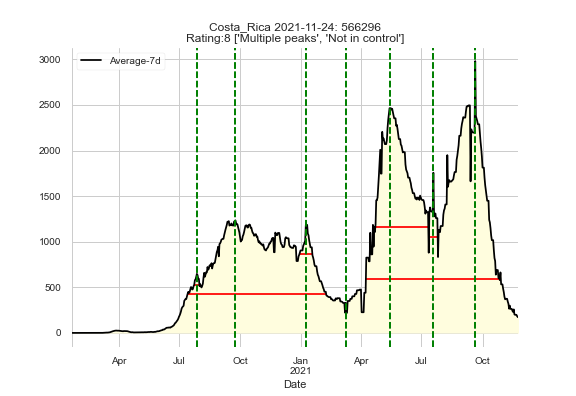 Costa_Rica 2021-11-24: 566296
Rating:8 ['Multiple peaks', 'Not in control']
Average-7d
3000
2500
2000
1500
1000
500
0
Apr
Jul
Oct
Jan
2021
Apr
Jul
Oct
Date